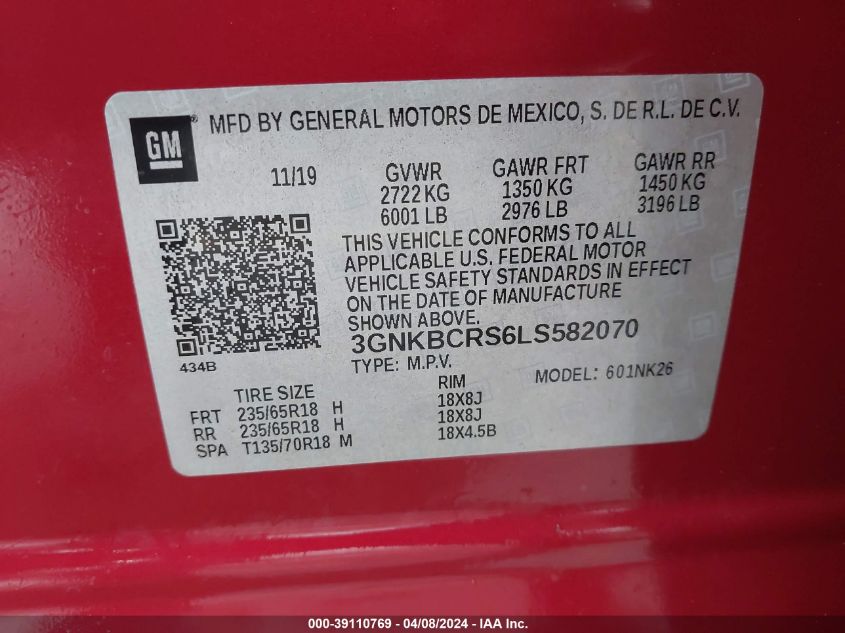 GM
MFD BY GENERAL MOTORS DE MEXICO, S. DE R.L. DE C.V.
11/19
GVWR GAWR FRT GAWR RR
2722 KG 1350 KG 1450 KG
6001 LB 2976 LB 3196 LB
THIS VEHICLE CONFORMS TO ALL
APPLICABLE U.S. FEDERAL MOTOR
VEHICLE SAFETY STANDARDS IN EFFECT
ON THE DATE OF MANUFACTURE
SHOWN ABOVE.
3GNKBCRS6LS582070
434B
TYPE: M.P.V. MODEL: 601NK26
TIRE SIZE RIM
FRT 235/65R18 H 18X8J
RR 235/65R18 H 18X8J
SPA T135/70R18 M 18X4.5B
000-39110769 - 04/08/2024 - IAA Inc.